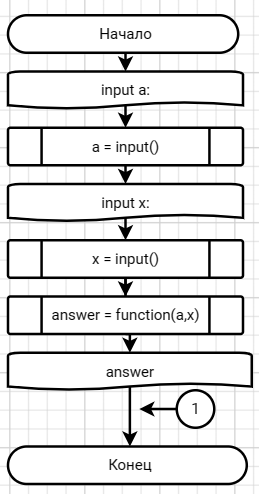 Начало
input a:
a = input()
input x:
x = input()
answer = function(a,x)
answer
1
Конец